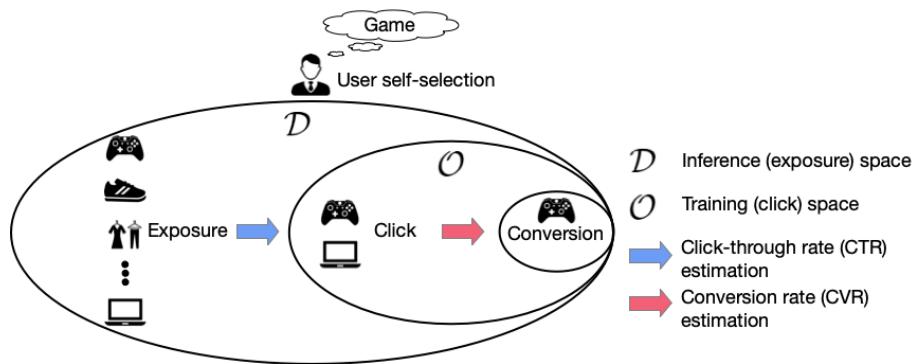 Game
User self-selection
𝒟
𝒪
Exposure
Click
Conversion
𝒟 Inference (exposure) space
𝒪 Training (click) space
Click-through rate (CTR)
estimation
Conversion rate (CVR)
estimation